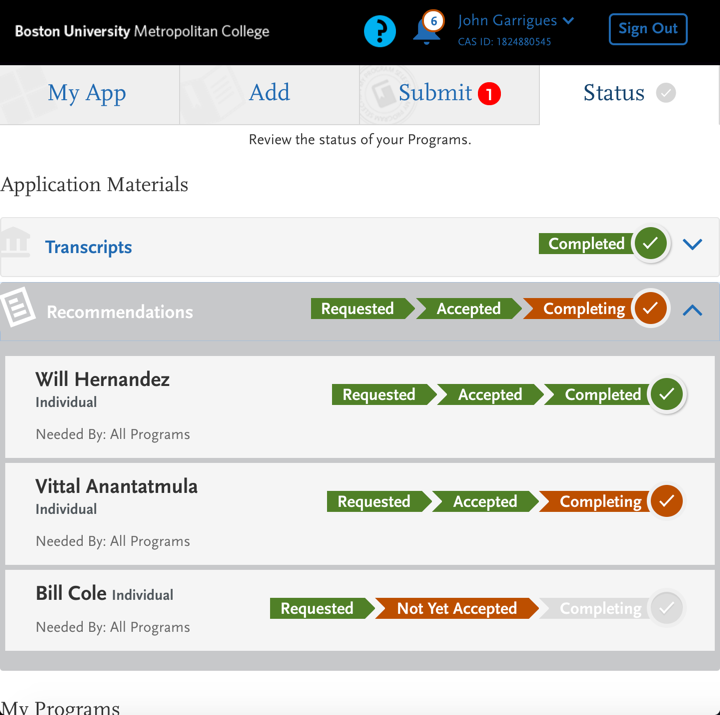 Boston University Metropolitan College
?
6
John Garrigues
CAS ID: 1824880545
Sign Out
My App
Add
Submit 1
Status
Review the status of your Programs.
Application Materials
Transcripts
Completed
Recommendations
Requested Accepted Completing
Will Hernandez
Individual
Needed By: All Programs
Requested Accepted Completed
Vittal Anantatmula
Individual
Needed By: All Programs
Requested Accepted Completing
Bill Cole Individual
Needed By: All Programs
Requested Not Yet Accepted Completing
My Programs